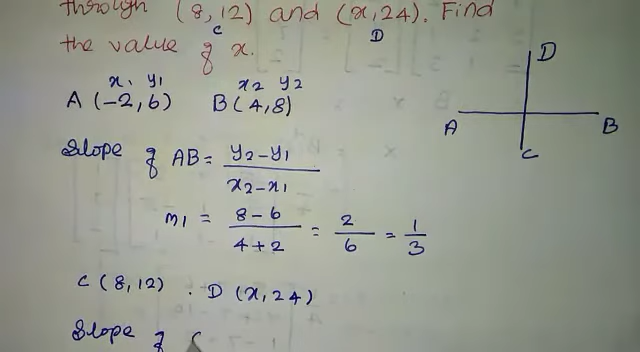 through (8,12) and (x,24). Find
C D
the value of x.
x1 y1 x2 y2
A (-2,6) B(4,8)
Slope of AB = y2-y1
x2-x1
m1 = 8-6 = 2 = 1
4+2 6 3
C (8,12) . D (x,24)
Slope of C
D
A B
C